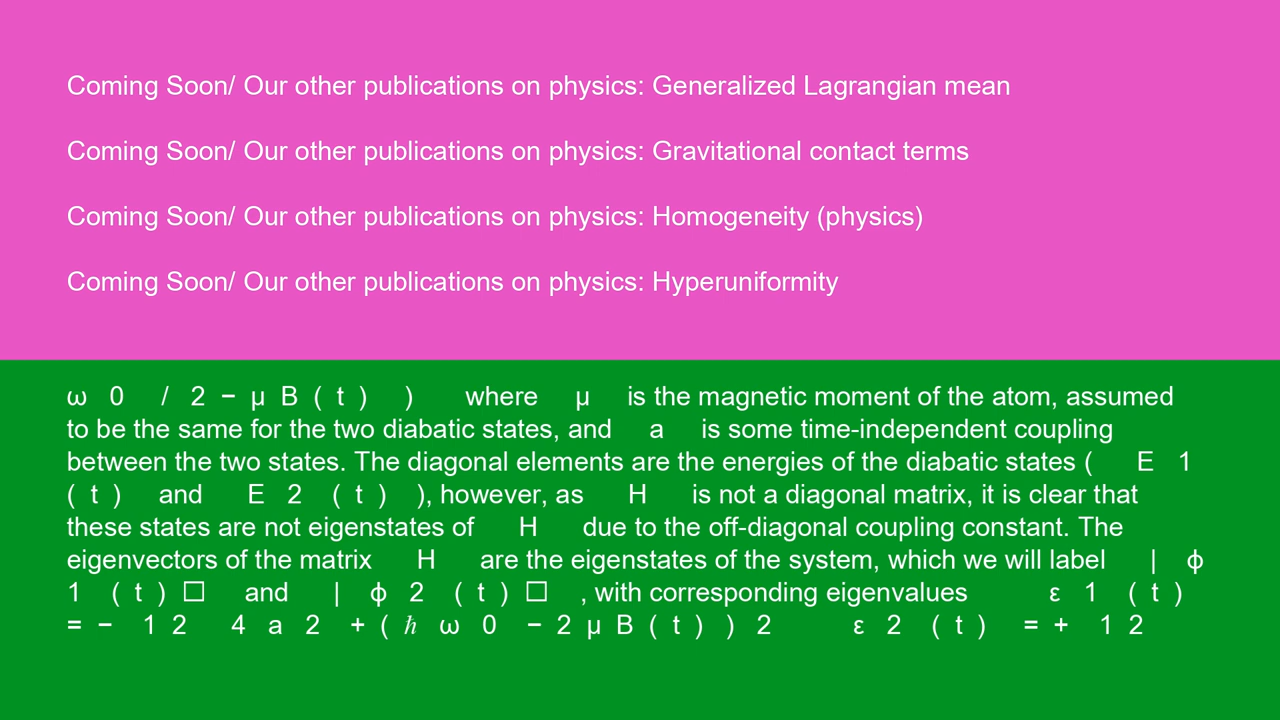 Coming Soon/ Our other publications on physics: Generalized Lagrangian mean
Coming Soon/ Our other publications on physics: Gravitational contact terms
Coming Soon/ Our other publications on physics: Homogeneity (physics)
Coming Soon/ Our other publications on physics: Hyperuniformity
ω 0 / 2 − μ B ( t ) ) where μ is the magnetic moment of the atom, assumed
to be the same for the two diabatic states, and a is some time-independent coupling
between the two states. The diagonal elements are the energies of the diabatic states ( E 1
( t ) and E 2 ( t ) ), however, as H is not a diagonal matrix, it is clear that
these states are not eigenstates of H due to the off-diagonal coupling constant. The
eigenvectors of the matrix H are the eigenstates of the system, which we will label | ϕ
1 ( t ) □ and | ϕ 2 ( t ) □ , with corresponding eigenvalues ε 1 ( t )
= − 1 2 4 a 2 + ( ℏ ω 0 − 2 μ B ( t ) ) 2 ε 2 ( t ) = + 1 2